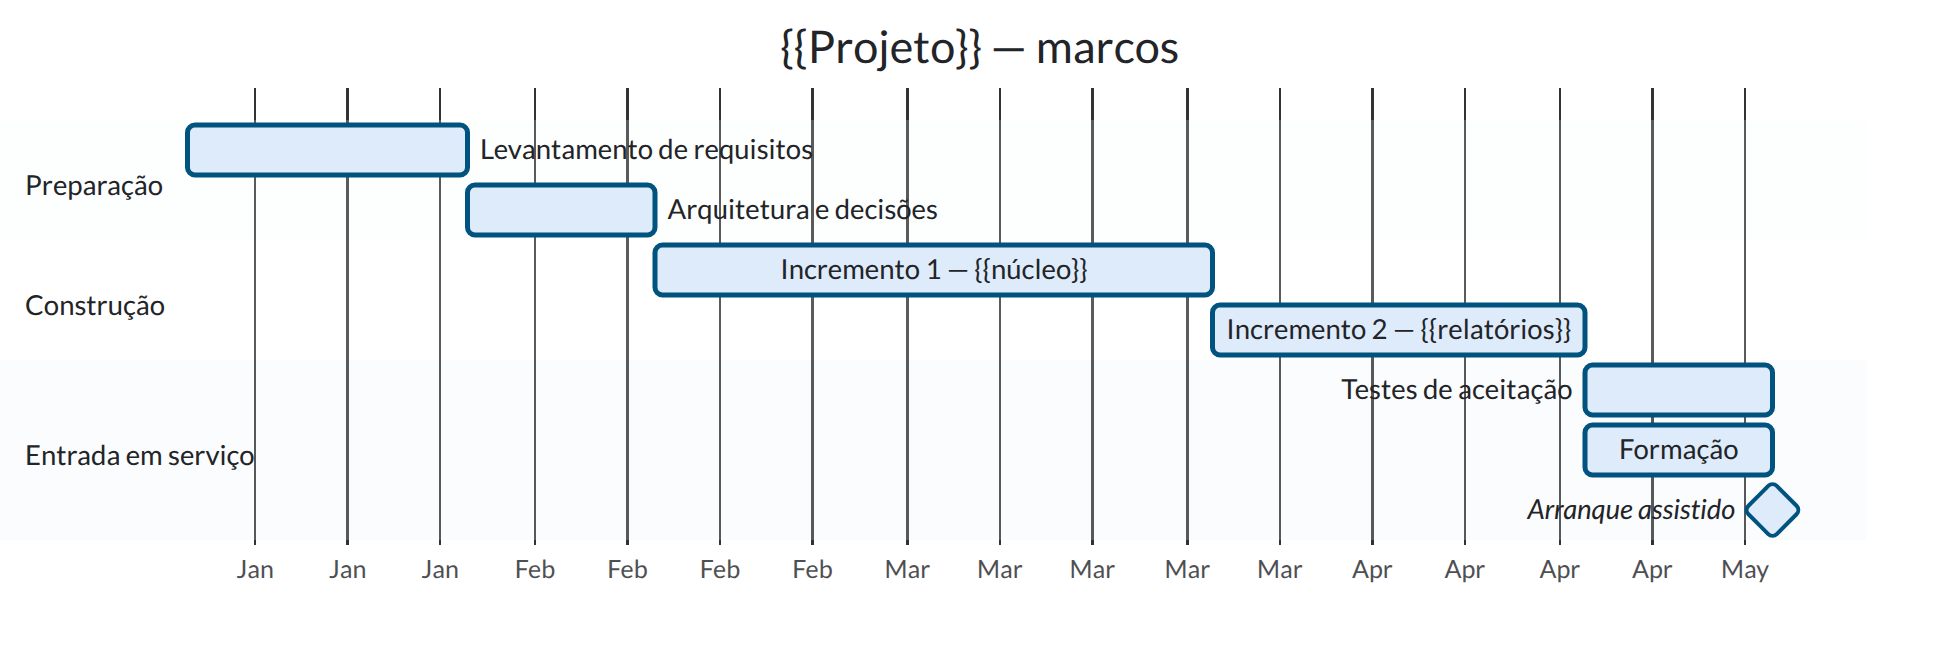 {{Projeto}} — marcos
Levantamento de requisitos
Preparação
Arquitetura e decisões
Incremento 1 — {{núcleo}}
Construção
Incremento 2 — {{relatórios}}
Testes de aceitação
Formação
Entrada em serviço
Arranque assistido
Jan Jan Jan Feb Feb Feb Feb Mar Mar Mar Mar Mar Apr Apr Apr Apr May